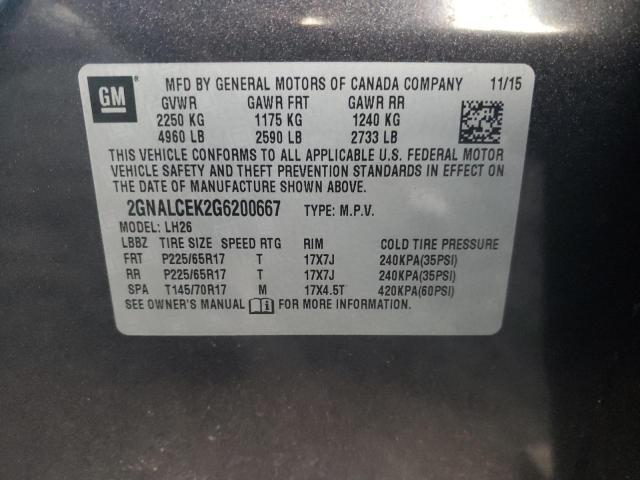 GM ®
MFD BY GENERAL MOTORS OF CANADA COMPANY 11/15
GVWR GAWR FRT GAWR RR
2250 KG 1175 KG 1240 KG
4960 LB 2590 LB 2733 LB
THIS VEHICLE CONFORMS TO ALL APPLICABLE U.S. FEDERAL MOTOR
VEHICLE SAFETY AND THEFT PREVENTION STANDARDS IN EFFECT ON
THE DATE OF MANUFACTURE SHOWN ABOVE.
2GNALCEK2G6200667 TYPE: M.P.V.
MODEL: LH26
LBBZ TIRE SIZE SPEED RTG RIM COLD TIRE PRESSURE
FRT P225/65R17 T 17X7J 240KPA(35PSI)
RR P225/65R17 T 17X7J 240KPA(35PSI)
SPA T145/70R17 M 17X4.5T 420KPA(60PSI)
SEE OWNER'S MANUAL FOR MORE INFORMATION.